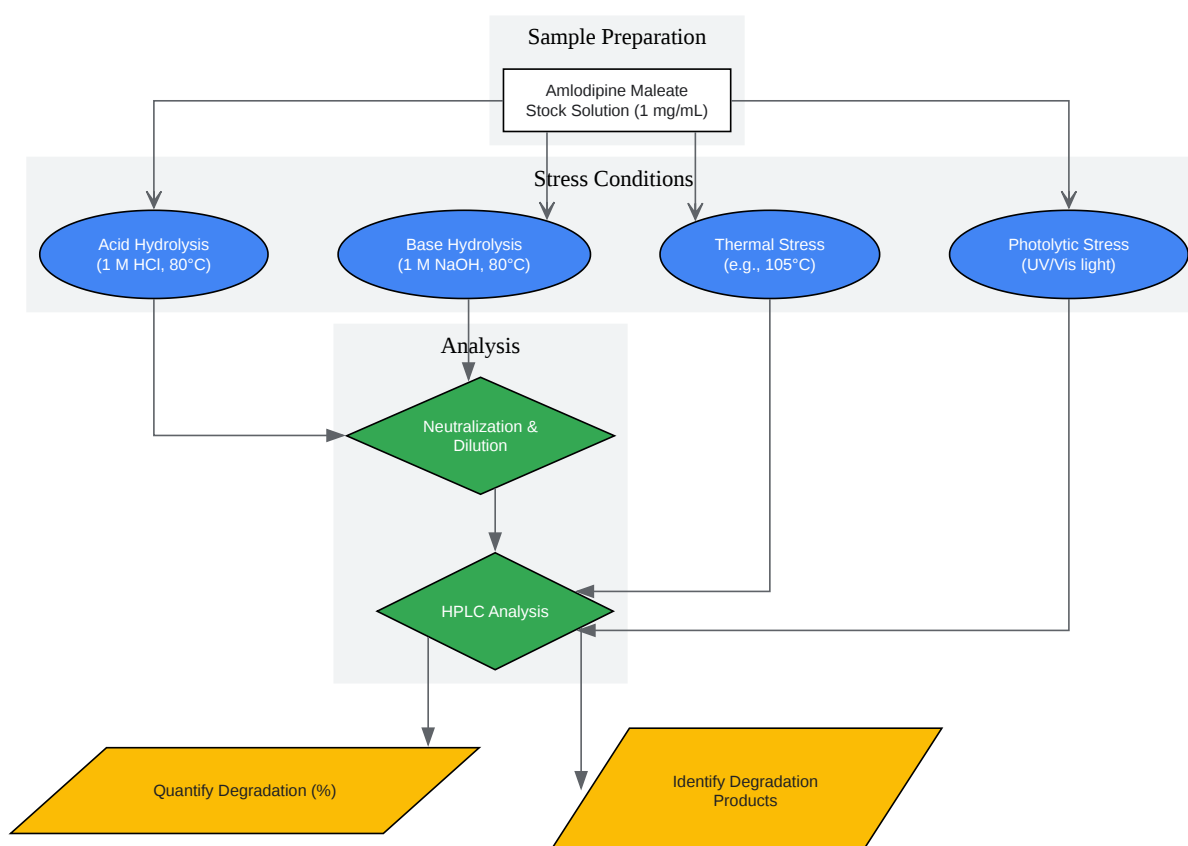 Sample Preparation
Amlodipine Maleate
Stock Solution (1 mg/mL)
Stress Conditions
Acid Hydrolysis
(1 M HCl, 80°C)
Base Hydrolysis
(1 M NaOH, 80°C)
Thermal Stress
(e.g., 105°C)
Photolytic Stress
(UV/Vis light)
Analysis
Neutralization &
Dilution
HPLC Analysis
Quantify Degradation (%)
Identify Degradation
Products